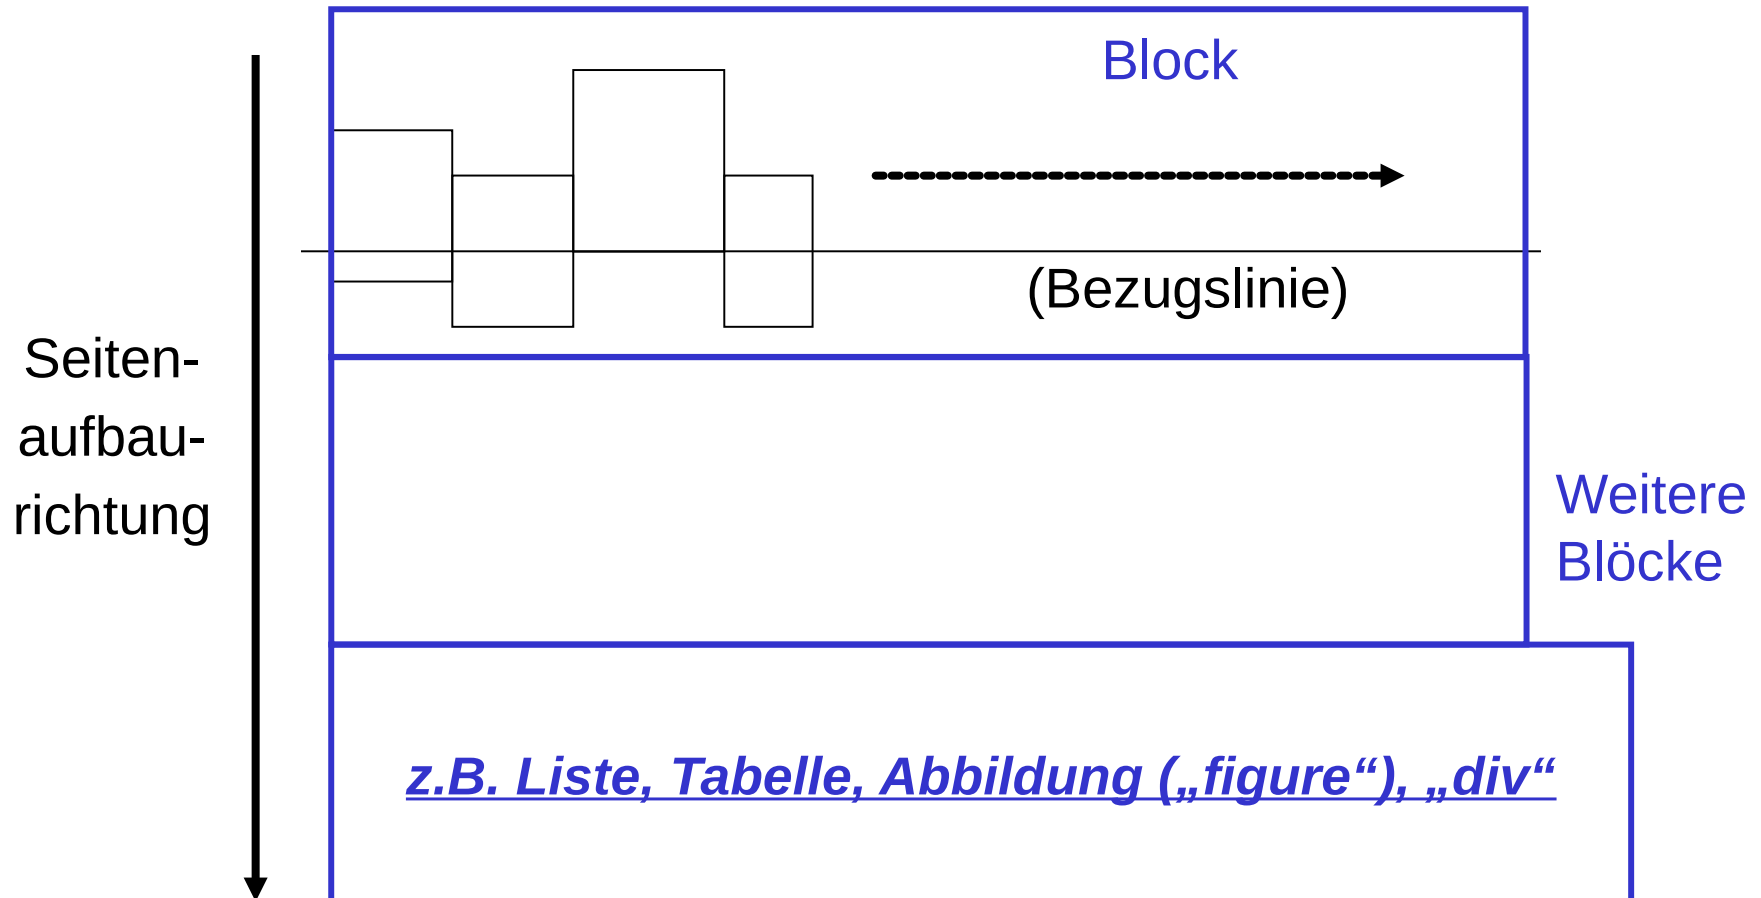 Block
(Bezugslinie)
Seiten-
aufbau-
richtung
Weitere
Blöcke
z.B. Liste, Tabelle, Abbildung („figure“), „div“